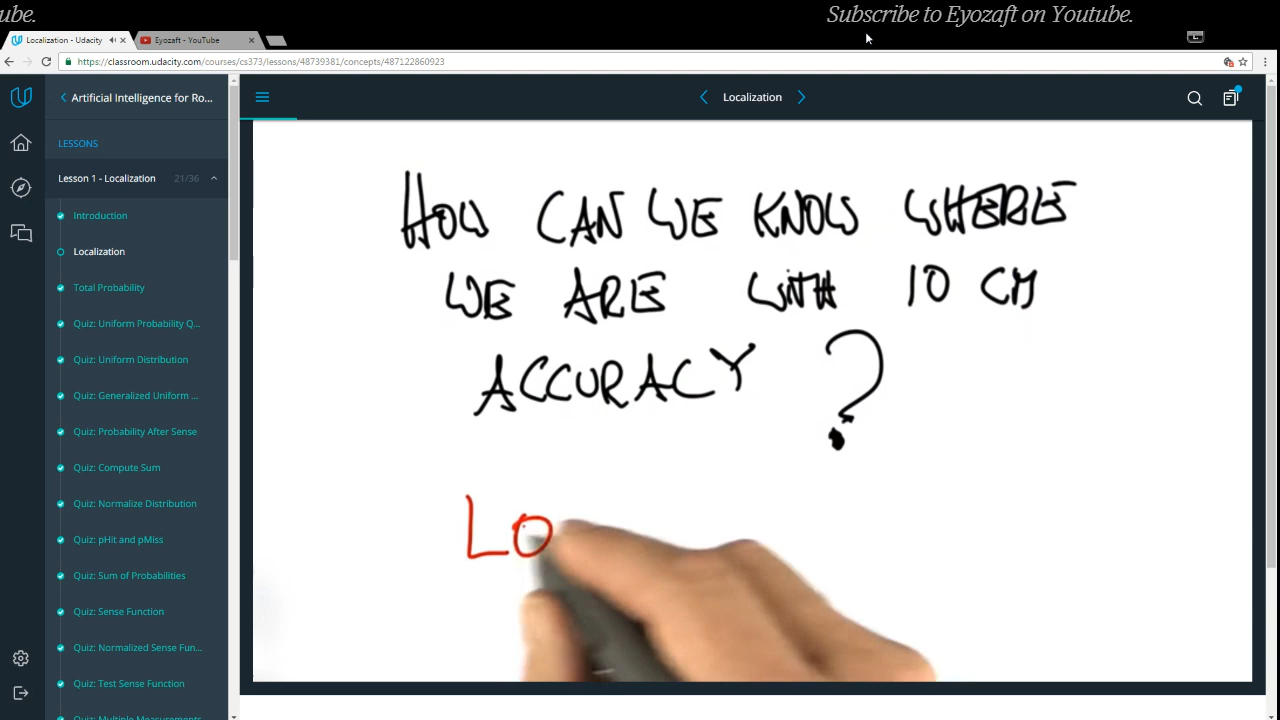 ube.
Subscribe to Eyozaft on Youtube.
Localization - Udacity
Eyozaft - YouTube
https://classroom.udacity.com/courses/cs373/lessons/48739381/concepts/487122860923
Artificial Intelligence for Ro...
Localization
LESSONS
Lesson 1 - Localization 21/36
Introduction
Localization
Total Probability
Quiz: Uniform Probability Q...
Quiz: Uniform Distribution
Quiz: Generalized Uniform ...
Quiz: Probability After Sense
Quiz: Compute Sum
Quiz: Normalize Distribution
Quiz: pHit and pMiss
Quiz: Sum of Probabilities
Quiz: Sense Function
Quiz: Normalized Sense Fun...
Quiz: Test Sense Function
Quiz: Multiple Measurements
HOW CAN WE KNOW WHERE
WE ARE WITH 10 CM
ACCURACY ?
LO